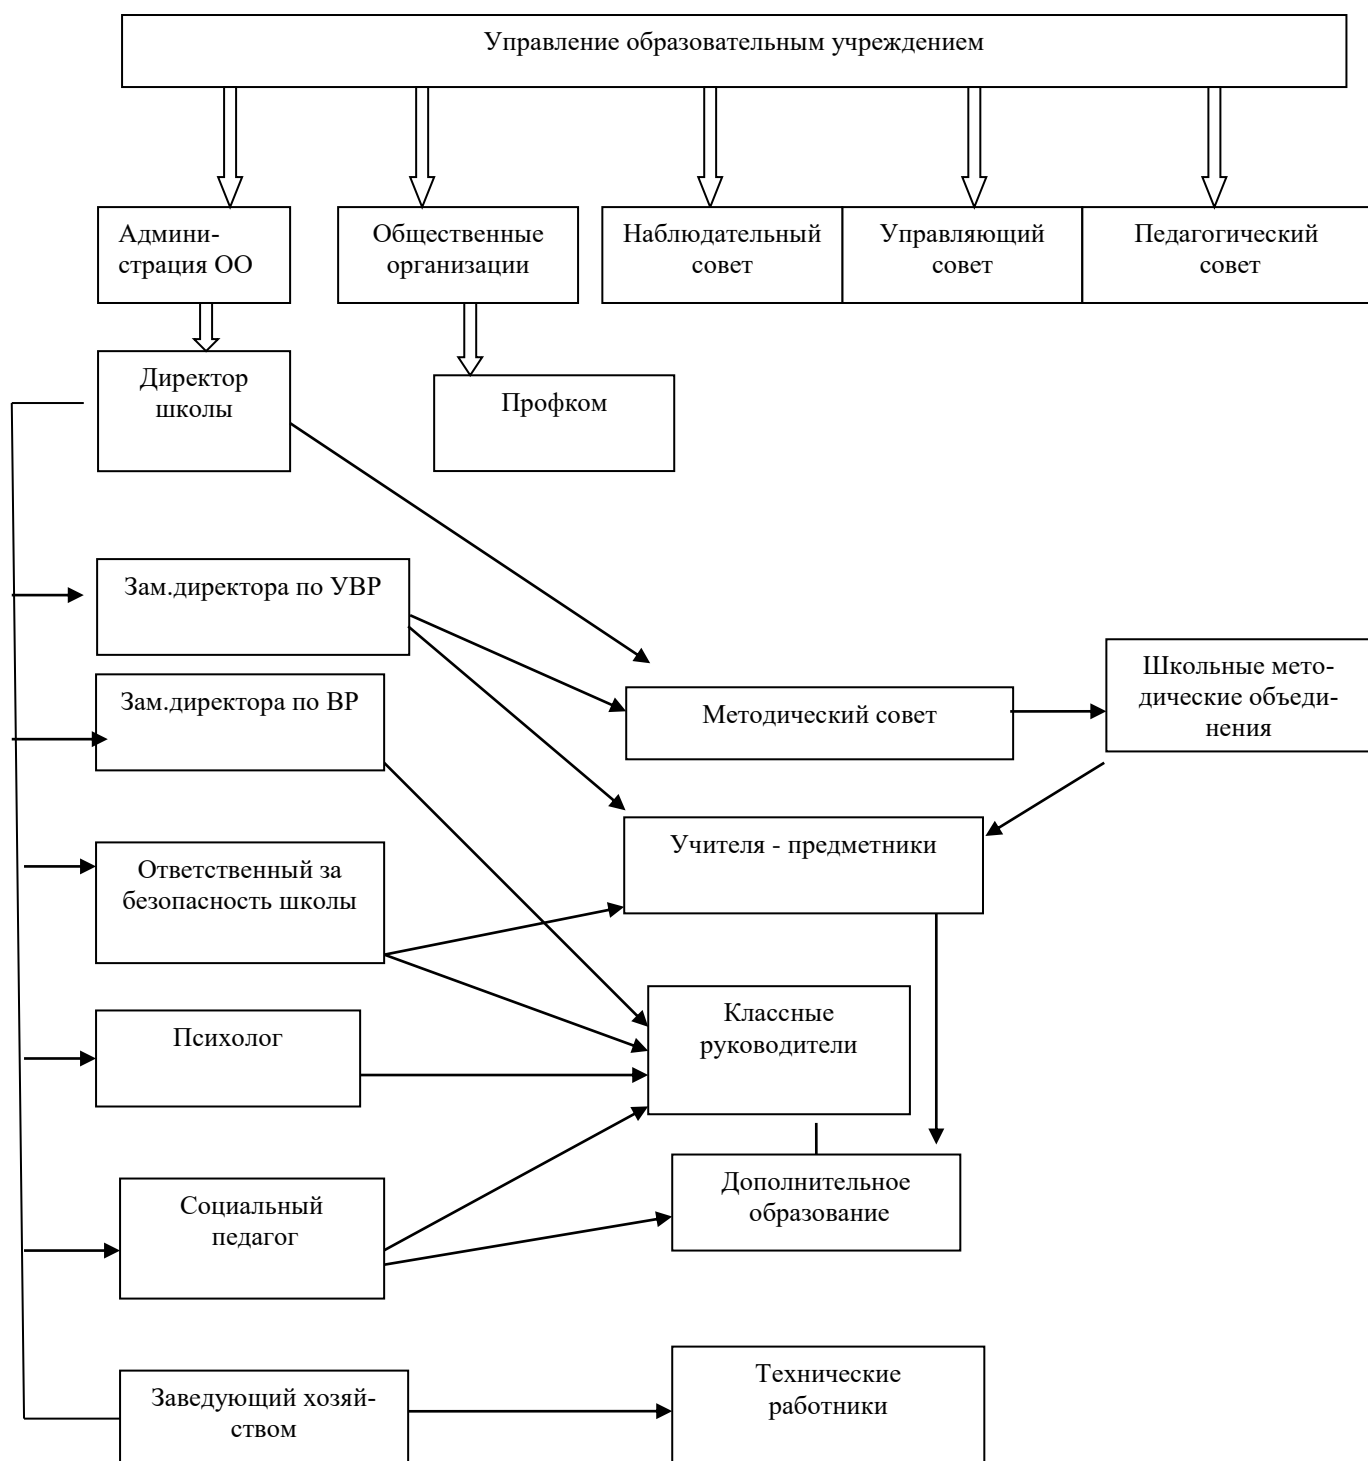 Управление образовательным учреждением
Админи-
страция ОО
Общественные
организации
Наблюдательный
совет
Управляющий
совет
Педагогический
совет
Директор
школы
Профком
Зам.директора по УВР
Зам.директора по ВР
Методический совет
Школьные мето-
дические объеди-
нения
Учителя - предметники
Ответственный за
безопасность школы
Классные
руководители
Психолог
Дополнительное
образование
Социальный
педагог
Технические
работники
Заведующий хозяй-
ством